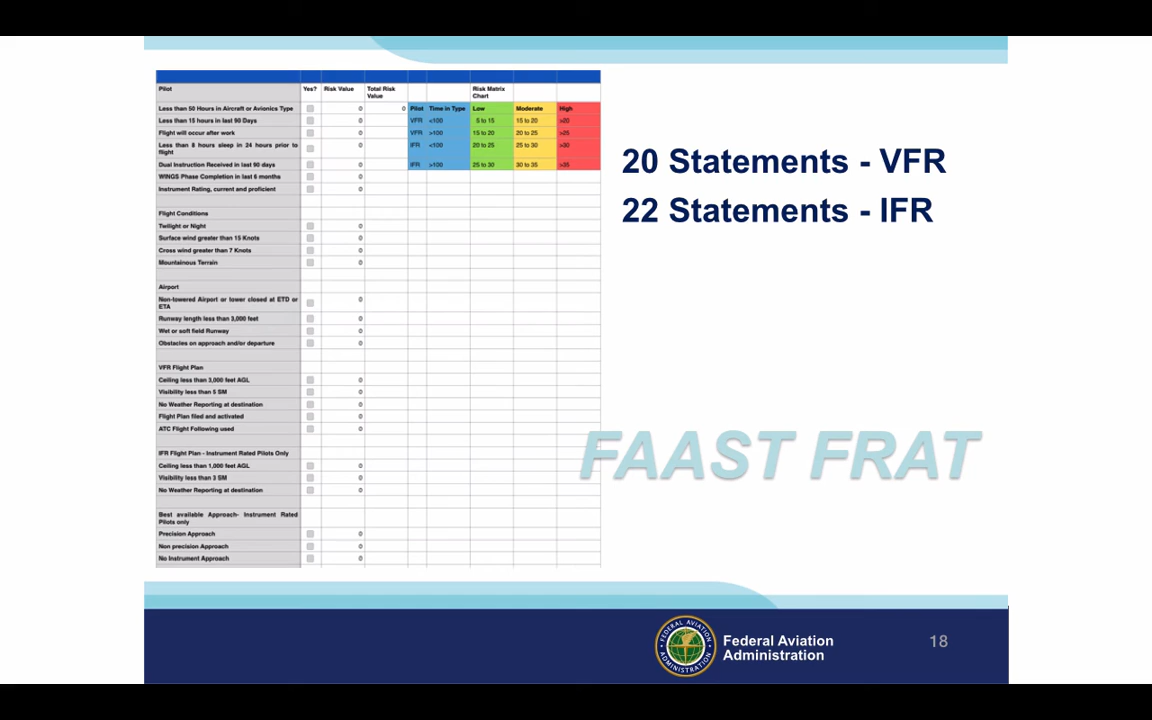 Pilot Yes? Risk Value Total Risk Value Risk Matrix Chart
Less than 50 Hours in Aircraft or Avionics Type 0 0 Pilot Time in Type Low Moderate High
Less than 15 hours in last 90 Days 0 VFR <100 5 to 15 15 to 20 >20
Flight will occur after work 0 VFR >100 15 to 20 20 to 25 >25
Less than 8 hours sleep in 24 hours prior to flight 0 IFR <100 20 to 25 25 to 30 >30
Dual Instruction Received in last 90 days 0 IFR >100 25 to 30 30 to 35 >35
WINGS Phase Completion in last 6 months 0
Instrument Rating, current and proficient 0
Flight Conditions
Twilight or Night 0
Surface wind greater than 15 Knots 0
Cross wind greater than 7 Knots 0
Mountainous Terrain 0
Airport
Non-towered Airport or tower closed at ETD or ETA 0
Runway length less than 3,000 feet 0
Wet or soft field Runway 0
Obstacles on approach and/or departure 0
VFR Flight Plan
Ceiling less than 3,000 feet AGL 0
Visibility less than 5 SM 0
No Weather Reporting at destination 0
Flight Plan filed and activated 0
ATC Flight Following used 0
IFR Flight Plan - Instrument Rated Pilots Only
Ceiling less than 1,000 feet AGL 0
Visibility less than 3 SM 0
No Weather Reporting at destination 0
Best available Approach- Instrument Rated Pilots only
Precision Approach 0
Non precision Approach 0
No Instrument Approach 0
20 Statements - VFR
22 Statements - IFR
FAAST FRAT
FEDERAL AVIATION
ADMINISTRATION
Federal Aviation
Administration
18